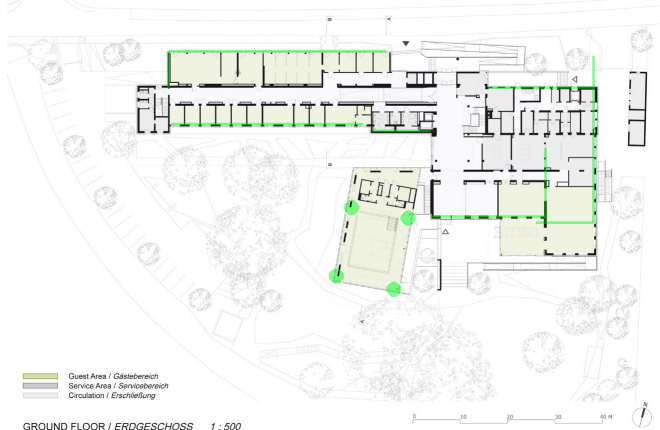 B
A
B
A
Guest Area / Gästebereich
Service Area / Servicebereich
Circulation / Erschließung
0 10 20 30 40 M
N
GROUND FLOOR / ERDGESCHOSS 1 : 500